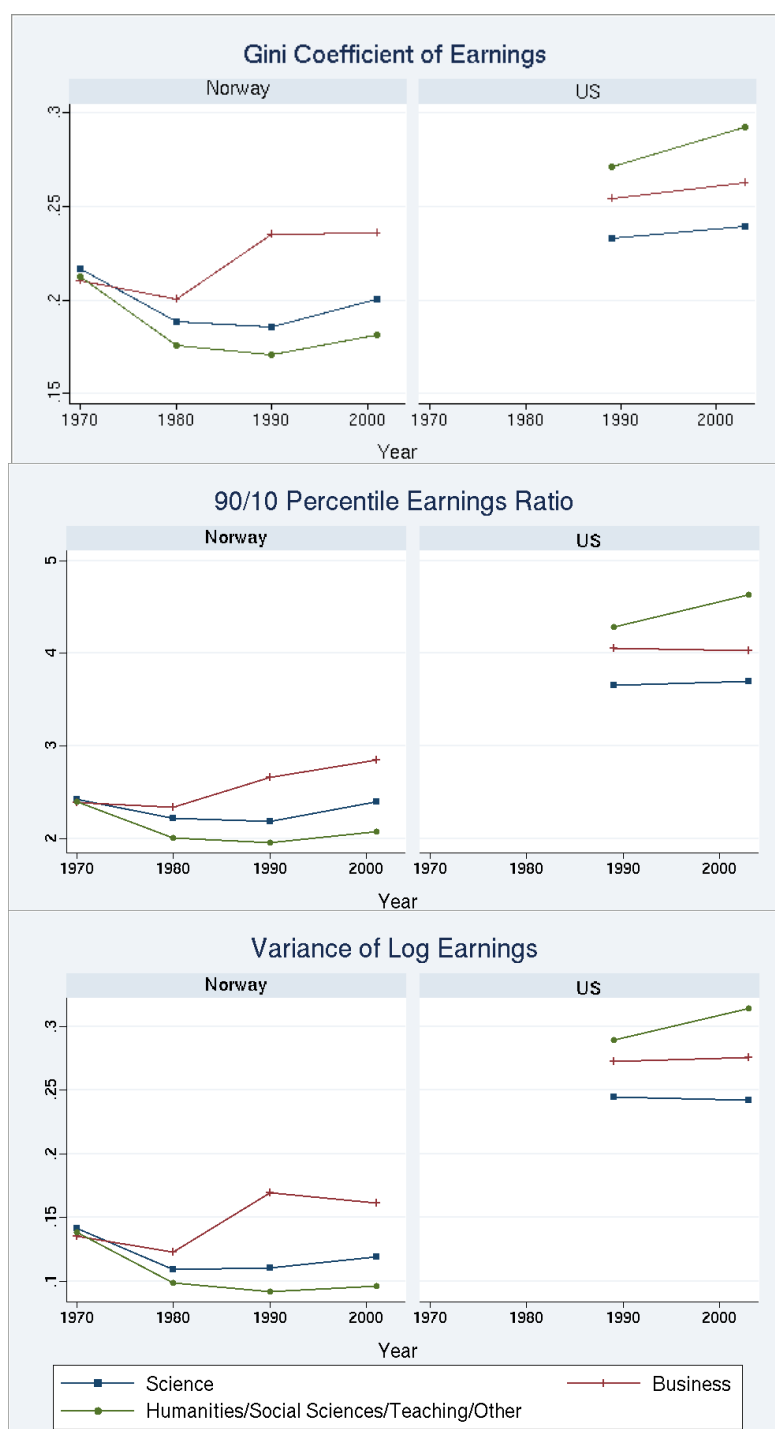 Gini Coefficient of Earnings
Norway US
.3
.25
.2
.15
1970 1980 1990 2000 1970 1980 1990 2000
Year
90/10 Percentile Earnings Ratio
Norway US
5
4
3
2
1970 1980 1990 2000 1970 1980 1990 2000
Year
Variance of Log Earnings
Norway US
.3
.25
.2
.15
.1
1970 1980 1990 2000 1970 1980 1990 2000
Year
Science Business
Humanities/Social Sciences/Teaching/Other